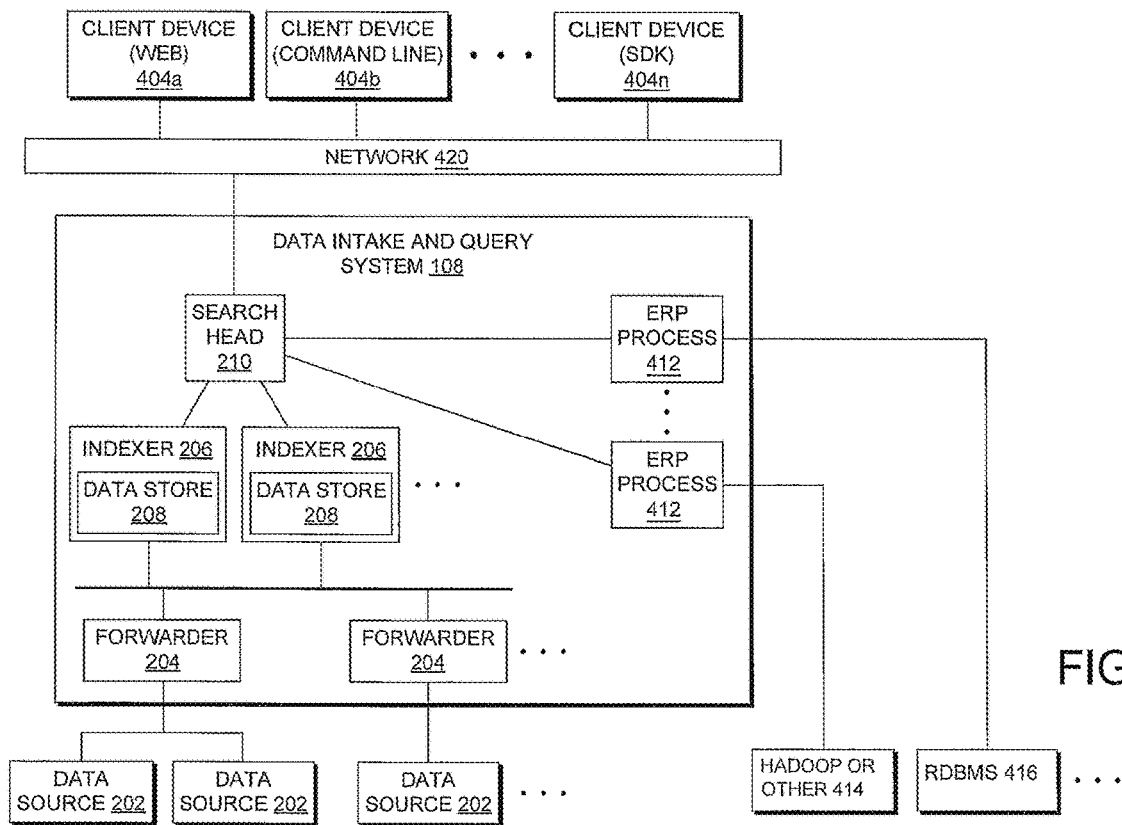 CLIENT DEVICE
(WEB)
404a
CLIENT DEVICE
(COMMAND LINE)
404b
. . .
CLIENT DEVICE
(SDK)
404n
NETWORK 420
DATA INTAKE AND QUERY
SYSTEM 108
SEARCH
HEAD
210
ERP
PROCESS
412
ERP
PROCESS
412
INDEXER 206
DATA STORE
208
INDEXER 206
DATA STORE
208
. . .
FORWARDER
204
FORWARDER
204
. . .
FIG
DATA
SOURCE 202
DATA
SOURCE 202
DATA
SOURCE 202
. . .
HADOOP OR
OTHER 414
RDBMS 416
. . .